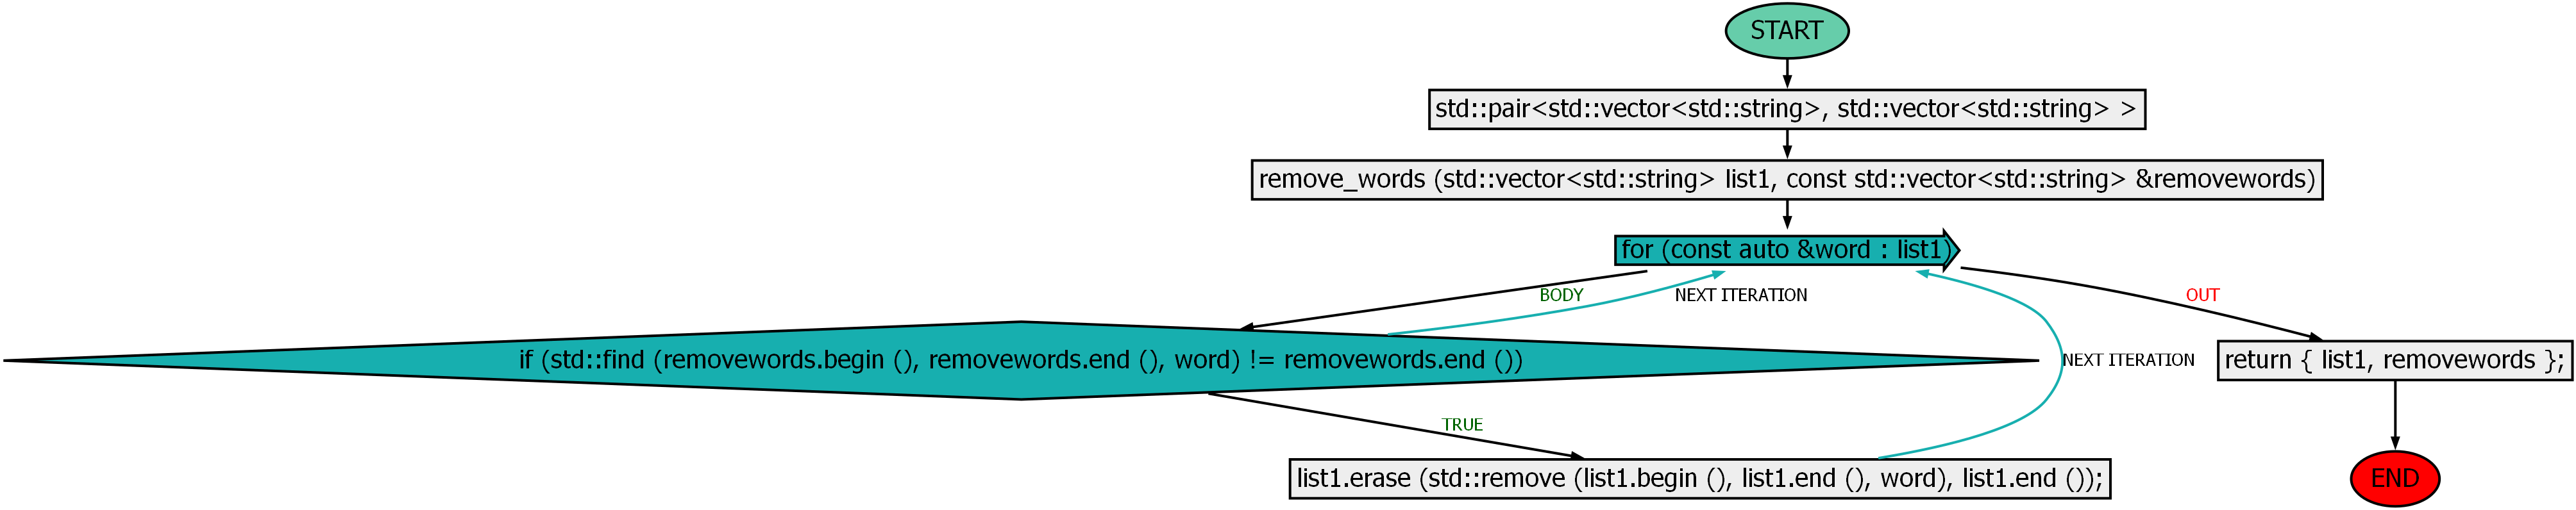 START
std::pair<std::vector<std::string>, std::vector<std::string> >
remove_words (std::vector<std::string> list1, const std::vector<std::string> &removewords)
for (const auto &word : list1)
BODY
NEXT ITERATION
OUT
if (std::find (removewords.begin (), removewords.end (), word) != removewords.end ())
NEXT ITERATION
return { list1, removewords };
TRUE
list1.erase (std::remove (list1.begin (), list1.end (), word), list1.end ());
END